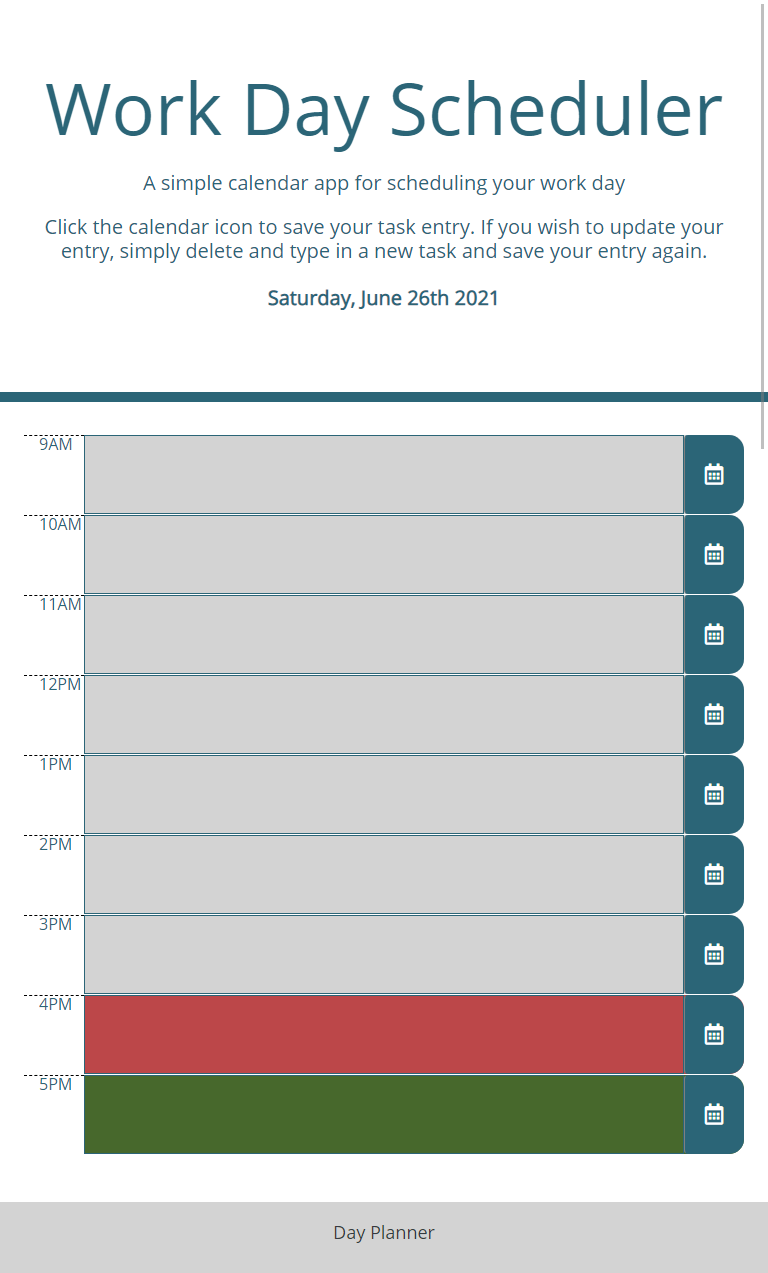 Work Day Scheduler
A simple calendar app for scheduling your work day
Click the calendar icon to save your task entry. If you wish to update your
entry, simply delete and type in a new task and save your entry again.
Saturday, June 26th 2021
9AM
10AM
11AM
12PM
1PM
2PM
3PM
4PM
5PM
Day Planner